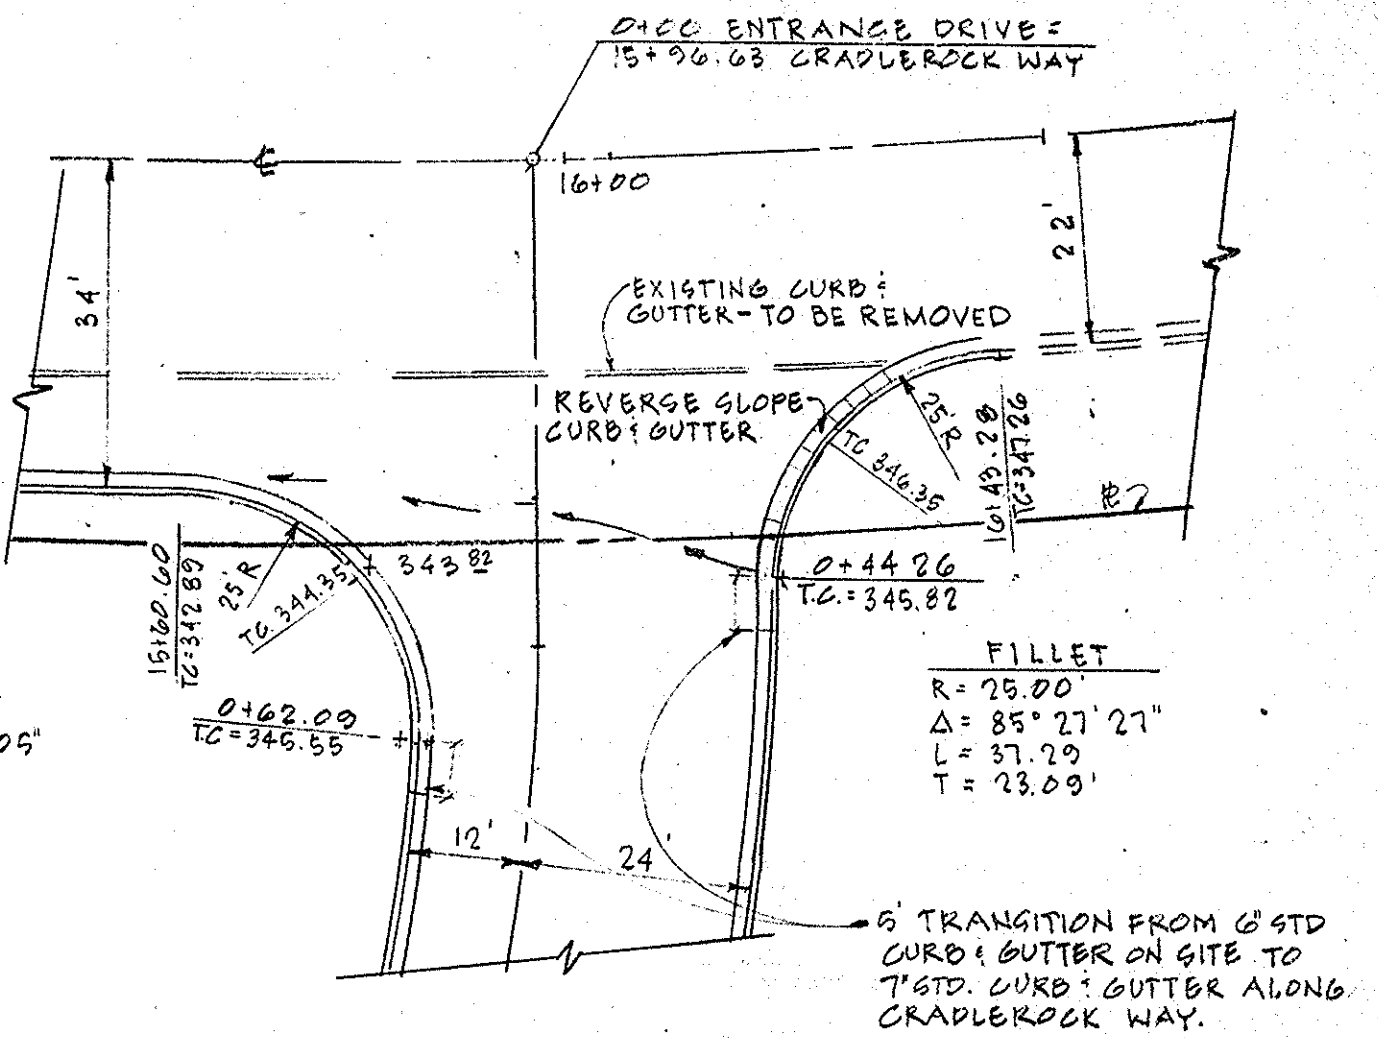 0+00 ENTRANCE DRIVE =
15+96.63 CRADLEROCK WAY
16+00
22'
34'
EXISTING CURB &
GUTTER - TO BE REMOVED
REVERSE SLOPE
CURB & GUTTER
25' R
TC 346.35
16+43.28
TC=347.26
343 82
0+44 26
T.C. = 345.82
15+60.60
TC=342 89
25' R
TC 344.35
0+62.09
T.C = 345.55
05"
FILLET
R = 25.00'
Δ = 85° 27' 27"
L = 37.29
T = 23.09'
12'
24'
5' TRANSITION FROM 6" STD
CURB & GUTTER ON SITE TO
7" STD. CURB & GUTTER ALONG
CRADLEROCK WAY.